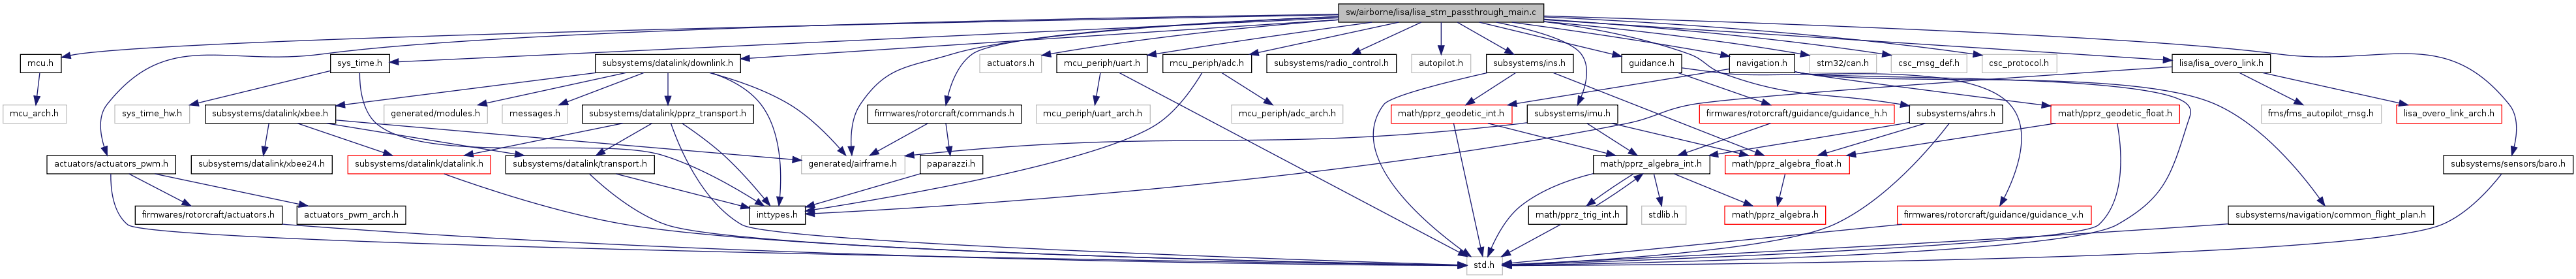 sw/airborne/lisa/lisa_stm_passthrough_main.c
mcu.h
sys_time.h
subsystems/datalink/downlink.h
actuators.h
mcu_periph/uart.h
mcu_periph/adc.h
subsystems/radio_control.h
autopilot.h
subsystems/ins.h
guidance.h
navigation.h
stm32/can.h
csc_msg_def.h
csc_protocol.h
lisa/lisa_overo_link.h
mcu_arch.h
sys_time_hw.h
subsystems/datalink/xbee.h
generated/modules.h
messages.h
subsystems/datalink/pprz_transport.h
firmwares/rotorcraft/commands.h
mcu_periph/uart_arch.h
mcu_periph/adc_arch.h
math/pprz_geodetic_int.h
subsystems/imu.h
firmwares/rotorcraft/guidance/guidance_h.h
subsystems/ahrs.h
math/pprz_geodetic_float.h
fms/fms_autopilot_msg.h
lisa_overo_link_arch.h
actuators/actuators_pwm.h
subsystems/datalink/xbee24.h
subsystems/datalink/datalink.h
subsystems/datalink/transport.h
generated/airframe.h
paparazzi.h
math/pprz_algebra_int.h
math/pprz_algebra_float.h
subsystems/sensors/baro.h
firmwares/rotorcraft/actuators.h
actuators_pwm_arch.h
inttypes.h
math/pprz_trig_int.h
stdlib.h
math/pprz_algebra.h
firmwares/rotorcraft/guidance/guidance_v.h
subsystems/navigation/common_flight_plan.h
std.h